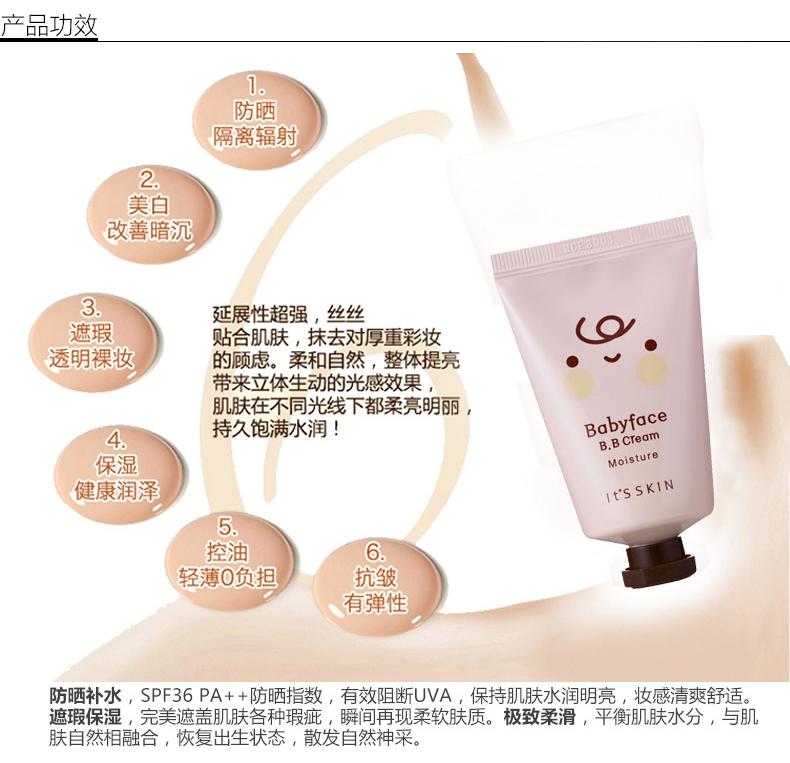 产品功效
1.
防晒
隔离辐射
2.
美白
改善暗沉
3.
遮瑕
透明裸妆
4.
保湿
健康润泽
5.
控油
轻薄0负担
6.
抗皱
有弹性
延展性超强，丝丝
贴合肌肤，抹去对厚重彩妆
的顾虑。柔和自然，整体提亮
带来立体生动的光感效果，
肌肤在不同光线下都柔亮明丽，
持久饱满水润！
Babyface
B.B Cream
Moisture
It'S SKIN
防晒补水，SPF36 PA++防晒指数，有效阻断UVA，保持肌肤水润明亮，妆感清爽舒适。
遮瑕保湿，完美遮盖肌肤各种瑕疵，瞬间再现柔软肤质。极致柔滑，平衡肌肤水分，与肌
肤自然相融合，恢复出生状态，散发自然神采。